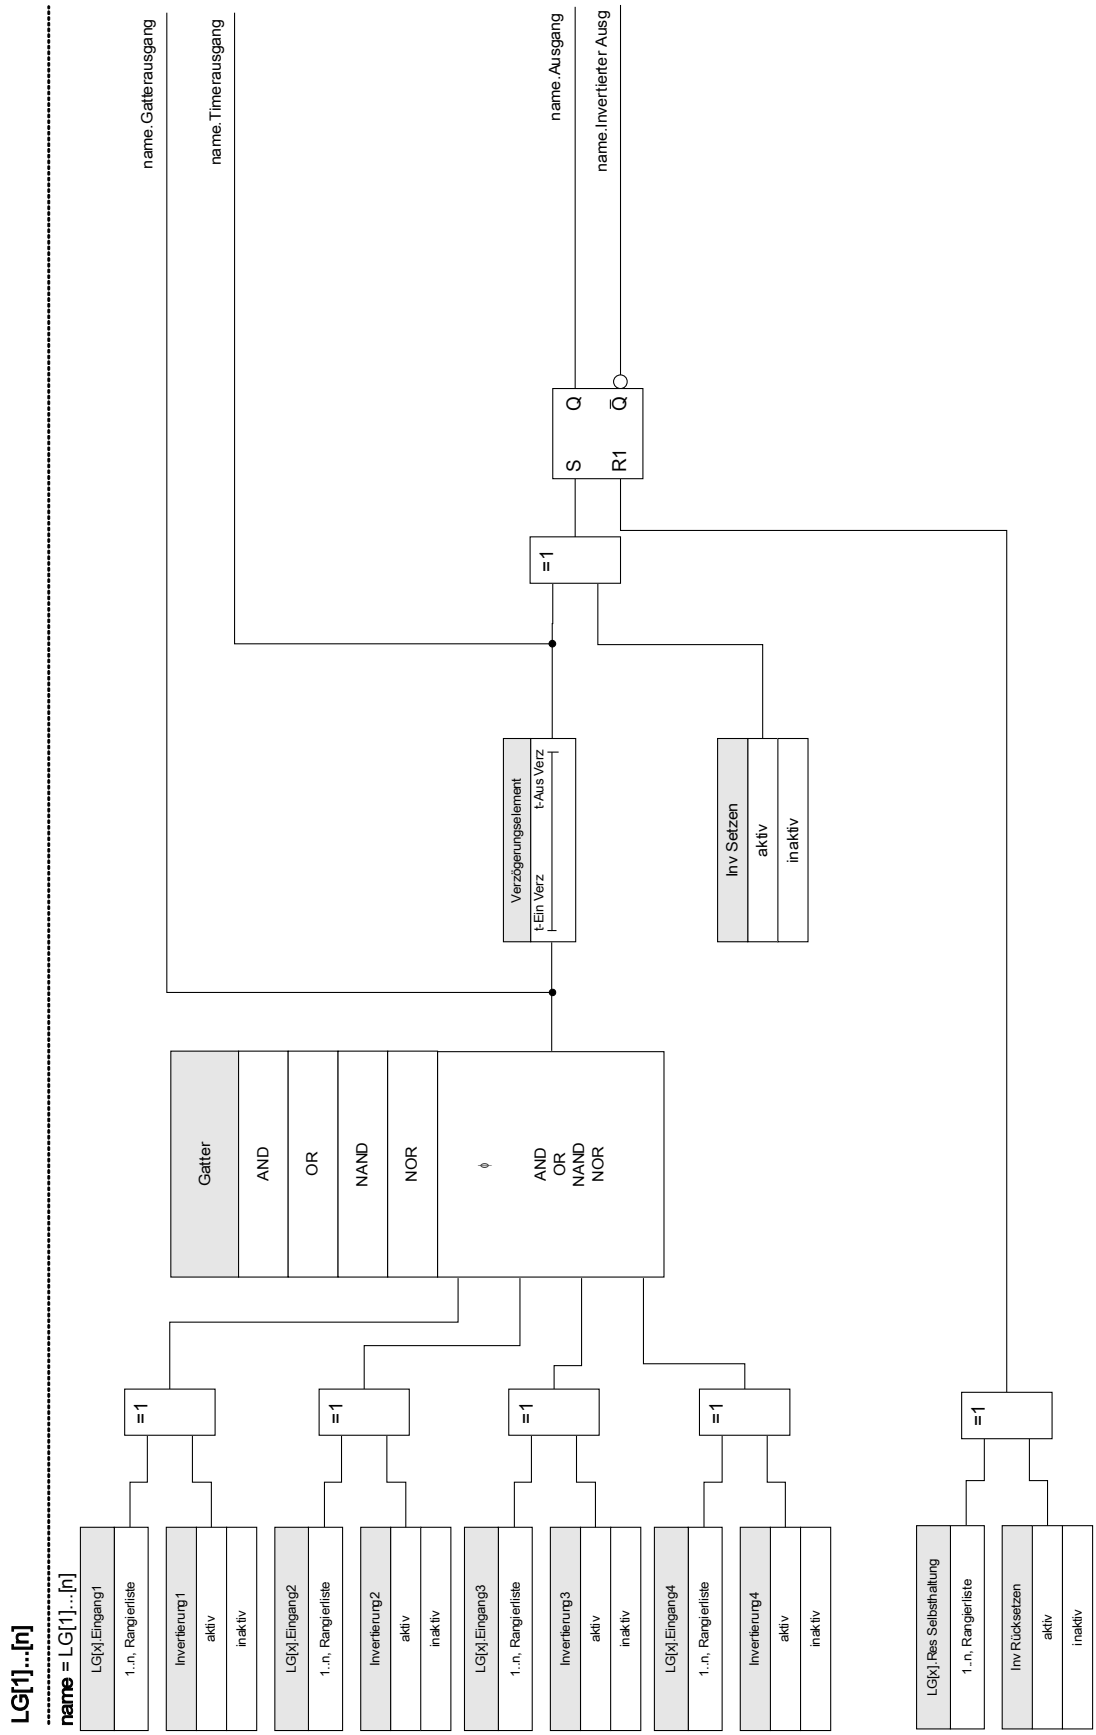 LG[1]...[n]
name = LG[1]...[n]
LG[x].Eingang1
1..n, Rangierliste
Invertierung1
aktiv
inaktiv
LG[x].Eingang2
1..n, Rangierliste
Invertierung2
aktiv
inaktiv
LG[x].Eingang3
1..n, Rangierliste
Invertierung3
aktiv
inaktiv
LG[x].Eingang4
1..n, Rangierliste
Invertierung4
aktiv
inaktiv
LG[x].Res Selbsthaltung
1..n, Rangierliste
Inv Rücksetzen
aktiv
inaktiv
=1
=1
=1
=1
=1
Gatter
AND
OR
NAND
NOR
ϕ
AND
OR
NAND
NOR
Verzögerungselement
t-Ein Verz t-Aus Verz
Inv Setzen
aktiv
inaktiv
=1
S Q
R1 Q̅
name.Gatterausgang
name.Timerausgang
name.Ausgang
name.Invertierter Ausg